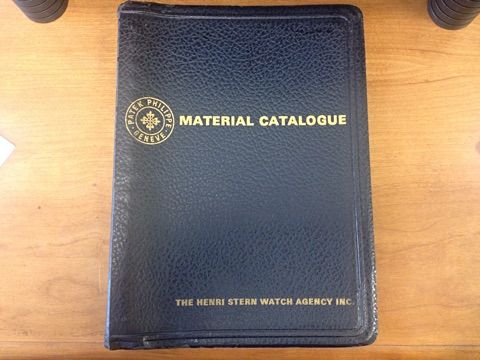 PATEK PHILIPPE
GENEVE
MATERIAL CATALOGUE
THE HENRI STERN WATCH AGENCY INC.